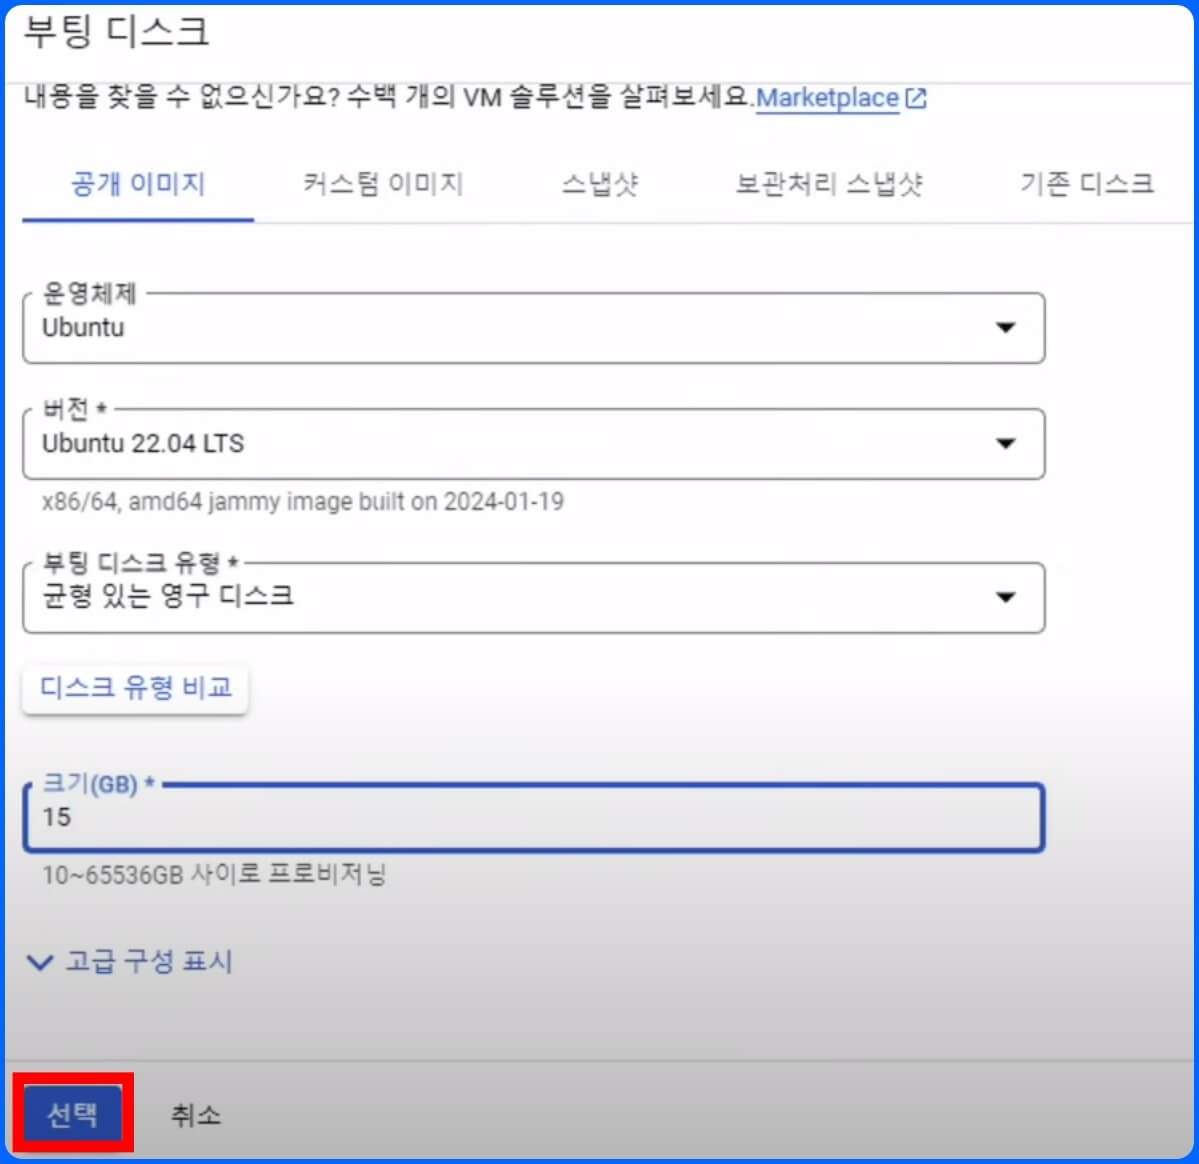 부팅 디스크
내용을 찾을 수 없으신가요? 수백 개의 VM 솔루션을 살펴보세요.Marketplace
공개 이미지 커스텀 이미지 스냅샷 보관처리 스냅샷 기존 디스크
운영체제
Ubuntu
버전 *
Ubuntu 22.04 LTS
x86/64, amd64 jammy image built on 2024-01-19
부팅 디스크 유형 *
균형 있는 영구 디스크
디스크 유형 비교
크기(GB) *
15
10~65536GB 사이로 프로비저닝
고급 구성 표시
선택 취소